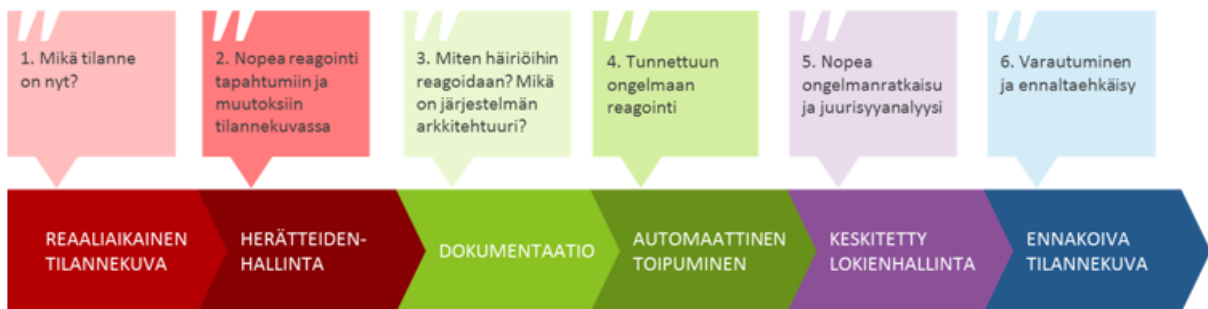 1. Mikä tilanne
on nyt?
2. Nopea reagointi
tapahtumiin ja
muutoksiin
tilannekuvassa
3. Miten häiriöihin
reagoidaan? Mikä
on järjestelmän
arkkitehtuuri?
4. Tunnettuun
ongelmaan
reagointi
5. Nopea
ongelmanratkaisu
ja juurisyyanalyysi
6. Varautuminen
ja ennaltaehkäisy
REAALIAIKAINEN
TILANNEKUVA
HERÄTTEIDEN-
HALLINTA
DOKUMENTAATIO
AUTOMAATTINEN
TOIPUMINEN
KESKITETTY
LOKIENHALLINTA
ENNAKOIVA
TILANNEKUVA